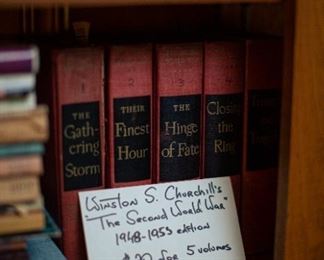 1
THE
Gath-
ering
Storm
THEIR
Finest
Hour
THE
Hinge
of Fate
4
Closing
the
Ring
Winston S. Churchill's
"The Second World War"
1948-1953 edition
$20 for 5 volumes